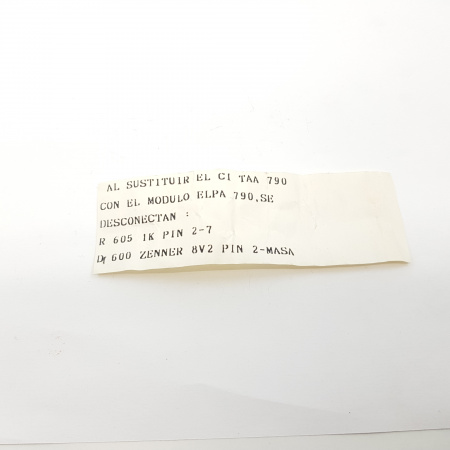 AL SUSTITUIR EL CI TAA 790
CON EL MODULO ELPA 790,SE
DESCONECTAN :
R 605 1K PIN 2-7
Dr 600 ZENNER 8V2 PIN 2-MASA